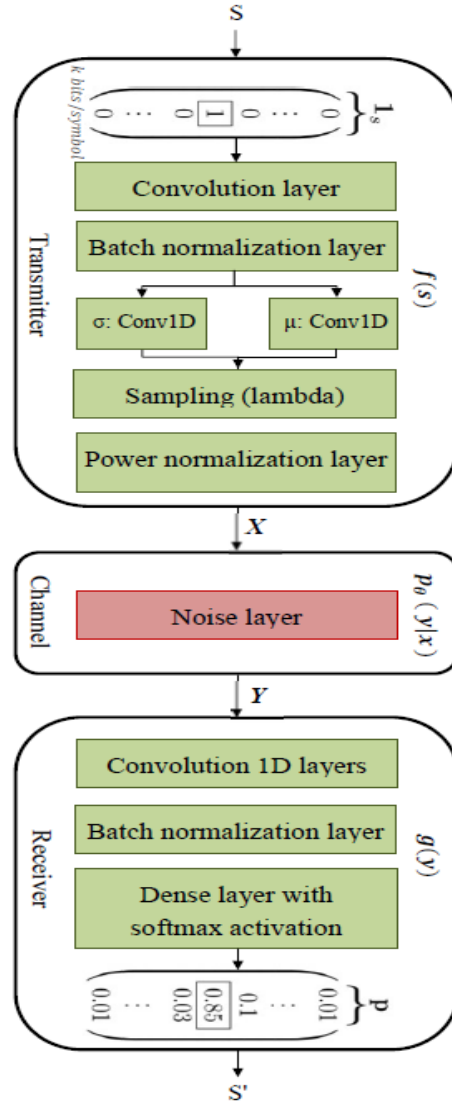 S
0 ⋯ 0 1 0 ⋯ 0 } 1_s
k bits/symbol
Convolution layer
Batch normalization layer
σ: Conv1D
μ: Conv1D
Sampling (lambda)
Power normalization layer
Transmitter
f(s)
X
Noise layer
Channel
p_θ (y|x)
Y
Convolution 1D layers
Batch normalization layer
Dense layer with
softmax activation
Receiver
g(y)
0.01 ⋯ 0.03 0.85 0.1 ⋯ 0.01 } p
S'